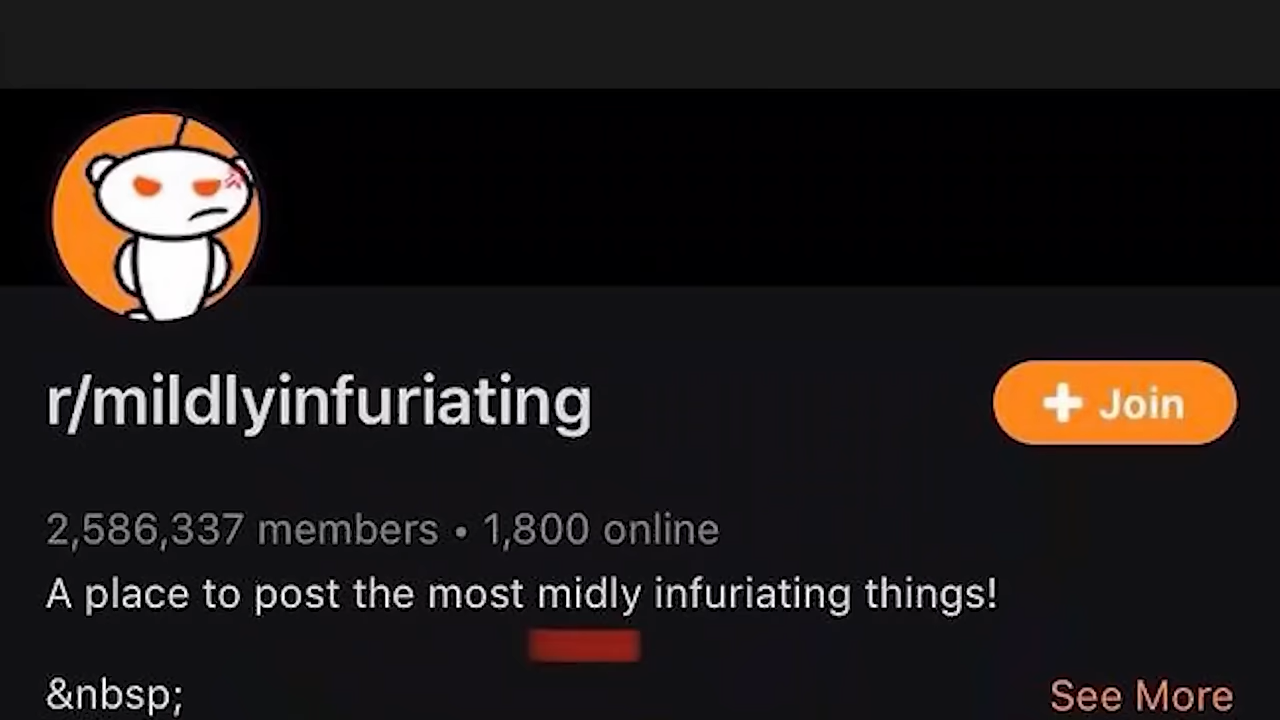 r/mildlyinfuriating
+ Join
2,586,337 members • 1,800 online
A place to post the most midly infuriating things!
&nbsp;
See More